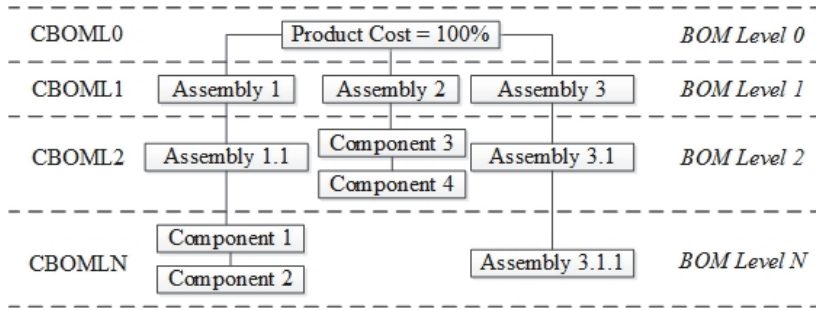 CBOML0 Product Cost = 100% BOM Level 0
CBOML1 Assembly 1 Assembly 2 Assembly 3 BOM Level 1
Component 3
CBOML2 Assembly 1.1 Assembly 3.1 BOM Level 2
Component 4
Component 1
CBOMLN Assembly 3.1.1 BOM Level N
Component 2